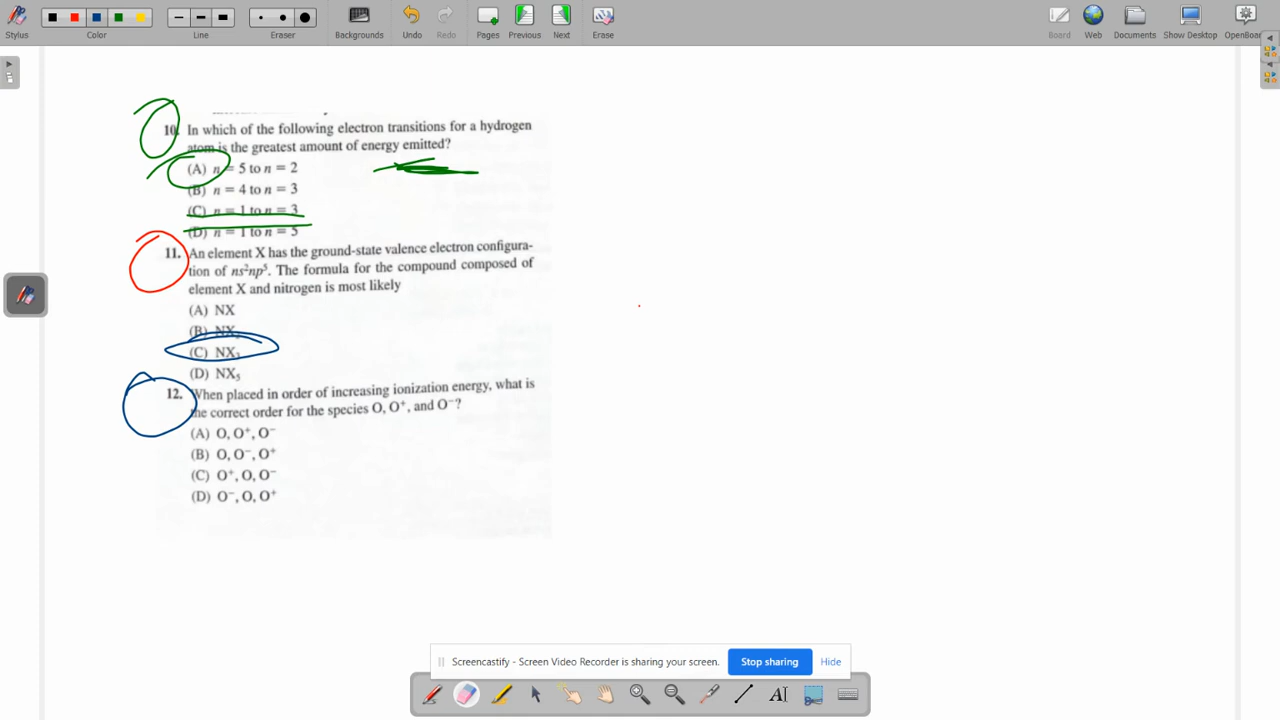 Stylus
Color
Line
Eraser
Backgrounds
Undo
Redo
Pages
Previous
Next
Erase
Board
Web
Documents
Show Desktop
10. In which of the following electron transitions for a hydrogen
atom is the greatest amount of energy emitted?
(A) n = 5 to n = 2
(B) n = 4 to n = 3
(C) n = 1 to n = 3
(D) n = 1 to n = 5
11. An element X has the ground-state valence electron configura-
tion of ns²np⁵. The formula for the compound composed of
element X and nitrogen is most likely
(A) NX
(B) NX₂
(C) NX₃
(D) NX₅
12. When placed in order of increasing ionization energy, what is
the correct order for the species O, O⁺, and O⁻?
(A) O, O⁺, O⁻
(B) O, O⁻, O⁺
(C) O⁺, O, O⁻
(D) O⁻, O, O⁺
Screencastify - Screen Video Recorder is sharing your screen.
Stop sharing
Hide